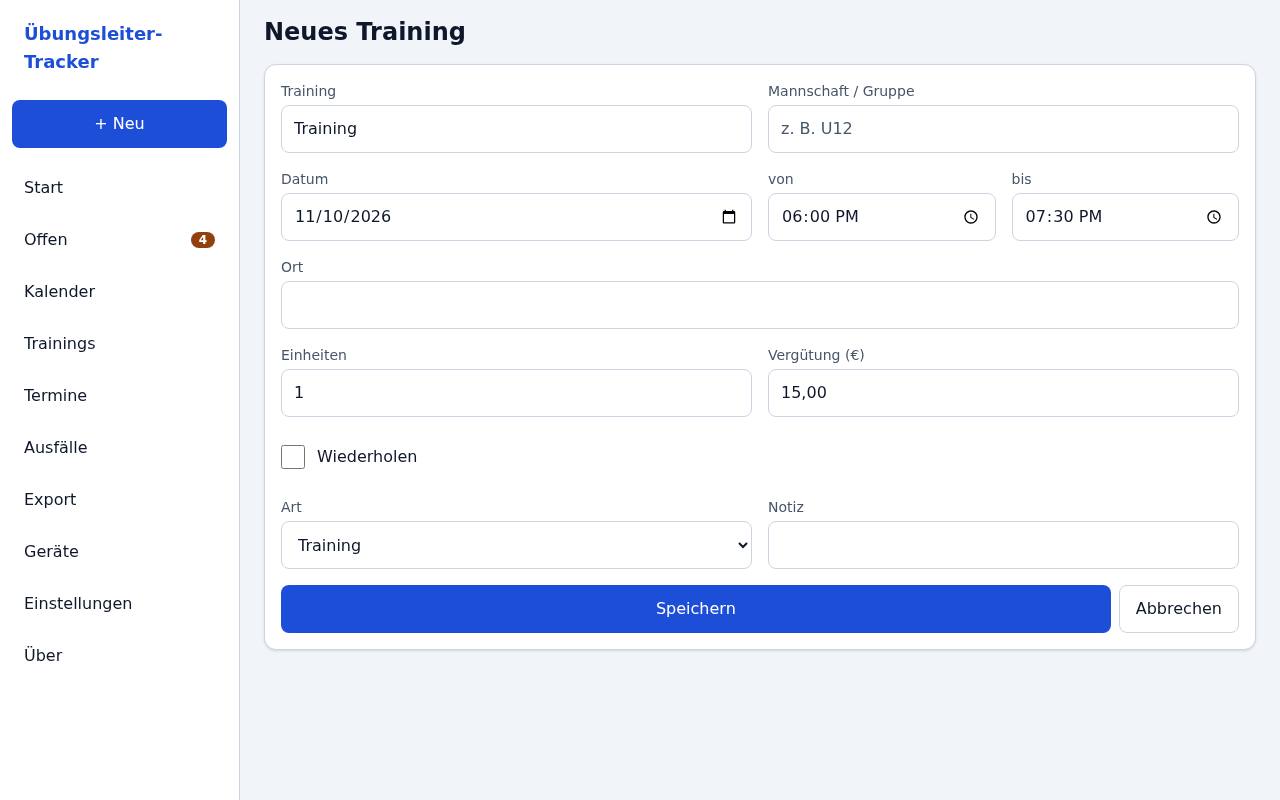 Übungsleiter-
Tracker
+ Neu
Start
Offen 4
Kalender
Trainings
Termine
Ausfälle
Export
Geräte
Einstellungen
Über
Neues Training
Training Mannschaft / Gruppe
Training z. B. U12
Datum von bis
11/10/2026 06:00 PM 07:30 PM
Ort
Einheiten Vergütung (€)
1 15,00
Wiederholen
Art Notiz
Training
Speichern Abbrechen